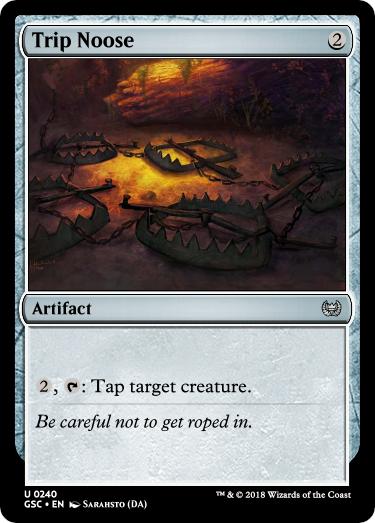 Trip Noose 2
Artifact
2, T: Tap target creature.
Be careful not to get roped in.
U 0240
GSC • EN SARAHSTO (DA)
™ & © 2018 Wizards of the Coast